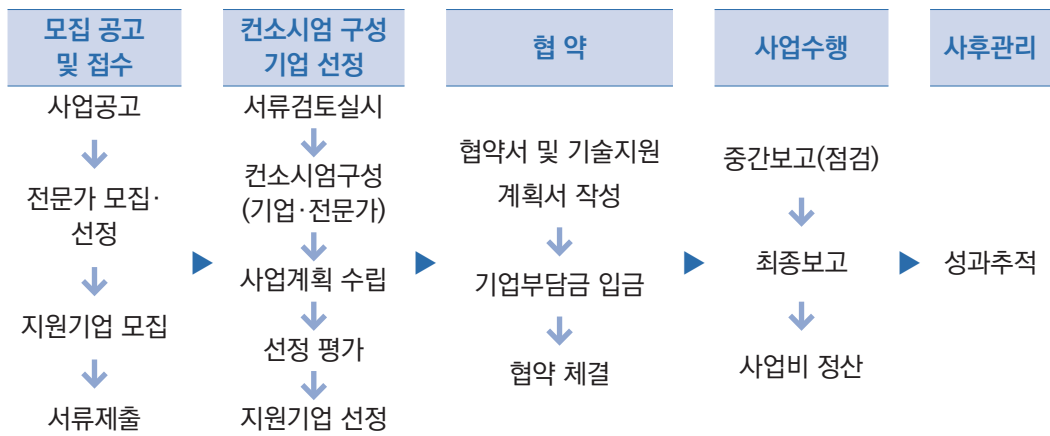 모집 공고
및 접수
사업공고
전문가 모집·
선정
지원기업 모집
서류제출
컨소시엄 구성
기업 선정
서류검토실시
컨소시엄구성
(기업·전문가)
사업계획 수립
선정 평가
지원기업 선정
협 약
협약서 및 기술지원
계획서 작성
기업부담금 입금
협약 체결
사업수행
중간보고(점검)
최종보고
사업비 정산
사후관리
성과추적